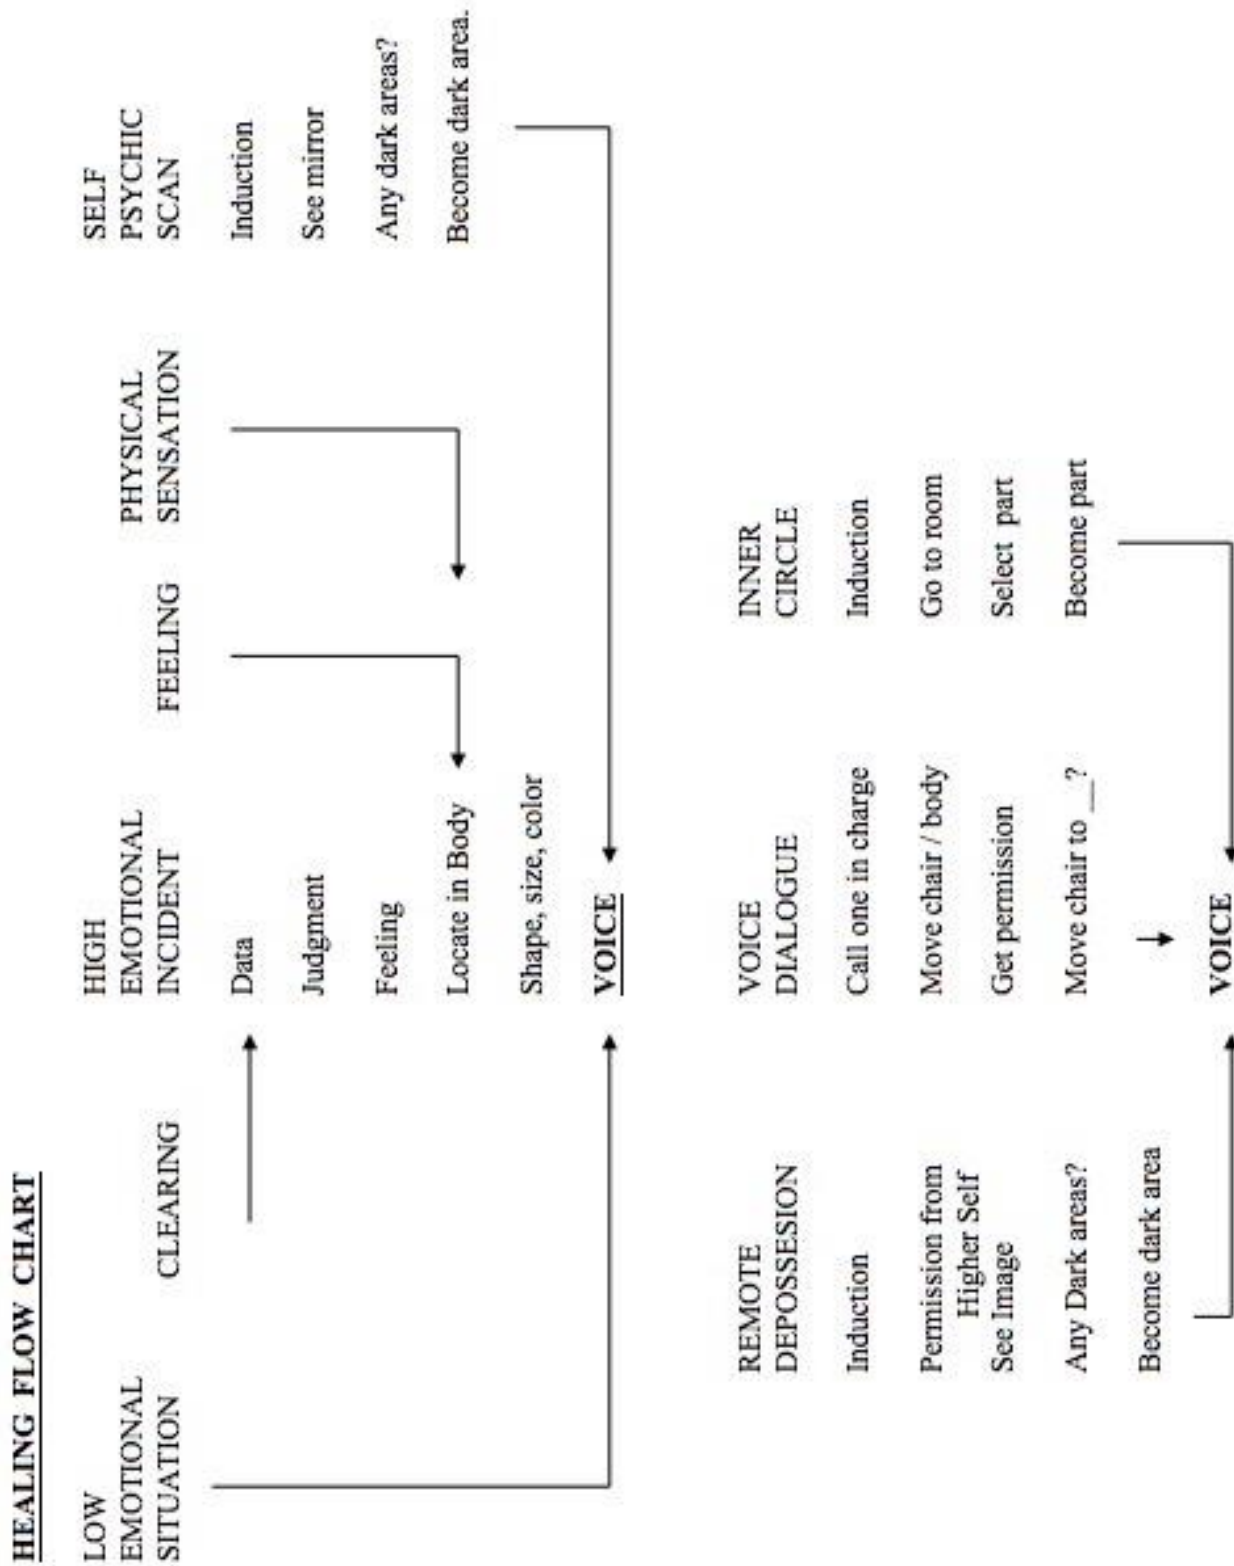 HEALING FLOW CHART
LOW
EMOTIONAL
SITUATION
CLEARING
HIGH
EMOTIONAL
INCIDENT
Data
Judgment
Feeling
Locate in Body
Shape, size, color
VOICE
FEELING
PHYSICAL
SENSATION
SELF
PSYCHIC
SCAN
Induction
See mirror
Any dark areas?
Become dark area.
REMOTE
DEPOSSESION
Induction
Permission from
Higher Self
See Image
Any Dark areas?
Become dark area
VOICE
DIALOGUE
Call one in charge
Move chair / body
Get permission
Move chair to __?
VOICE
INNER
CIRCLE
Induction
Go to room
Select part
Become part